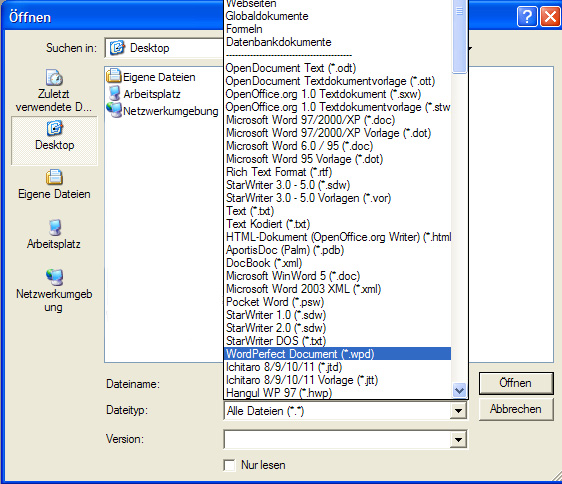 Öffnen
Suchen in:
Desktop
Zuletzt
verwendete D...
Desktop
Eigene Dateien
Arbeitsplatz
Netzwerkumgeb
ung
Eigene Dateien
Arbeitsplatz
Netzwerkumgebung
Webseiten
Globaldokumente
Formeln
Datenbankdokumente
------------------------------------------
OpenDocument Text (*.odt)
OpenDocument Textdokumentvorlage (*.ott)
OpenOffice.org 1.0 Textdokument (*.sxw)
OpenOffice.org 1.0 Textdokumentvorlage (*.stw
Microsoft Word 97/2000/XP (*.doc)
Microsoft Word 97/2000/XP Vorlage (*.dot)
Microsoft Word 6.0 / 95 (*.doc)
Microsoft Word 95 Vorlage (*.dot)
Rich Text Format (*.rtf)
StarWriter 3.0 - 5.0 (*.sdw)
StarWriter 3.0 - 5.0 Vorlagen (*.vor)
Text (*.txt)
Text Kodiert (*.txt)
HTML-Dokument (OpenOffice.org Writer) (*.html
AportisDoc (Palm) (*.pdb)
DocBook (*.xml)
Microsoft WinWord 5 (*.doc)
Microsoft Word 2003 XML (*.xml)
Pocket Word (*.psw)
StarWriter 1.0 (*.sdw)
StarWriter 2.0 (*.sdw)
StarWriter DOS (*.txt)
WordPerfect Document (*.wpd)
Ichitaro 8/9/10/11 (*.jtd)
Ichitaro 8/9/10/11 Vorlage (*.jtt)
Hangul WP 97 (*.hwp)
Dateiname:
Öffnen
Dateityp:
Alle Dateien (*.*)
Abbrechen
Version:
Nur lesen